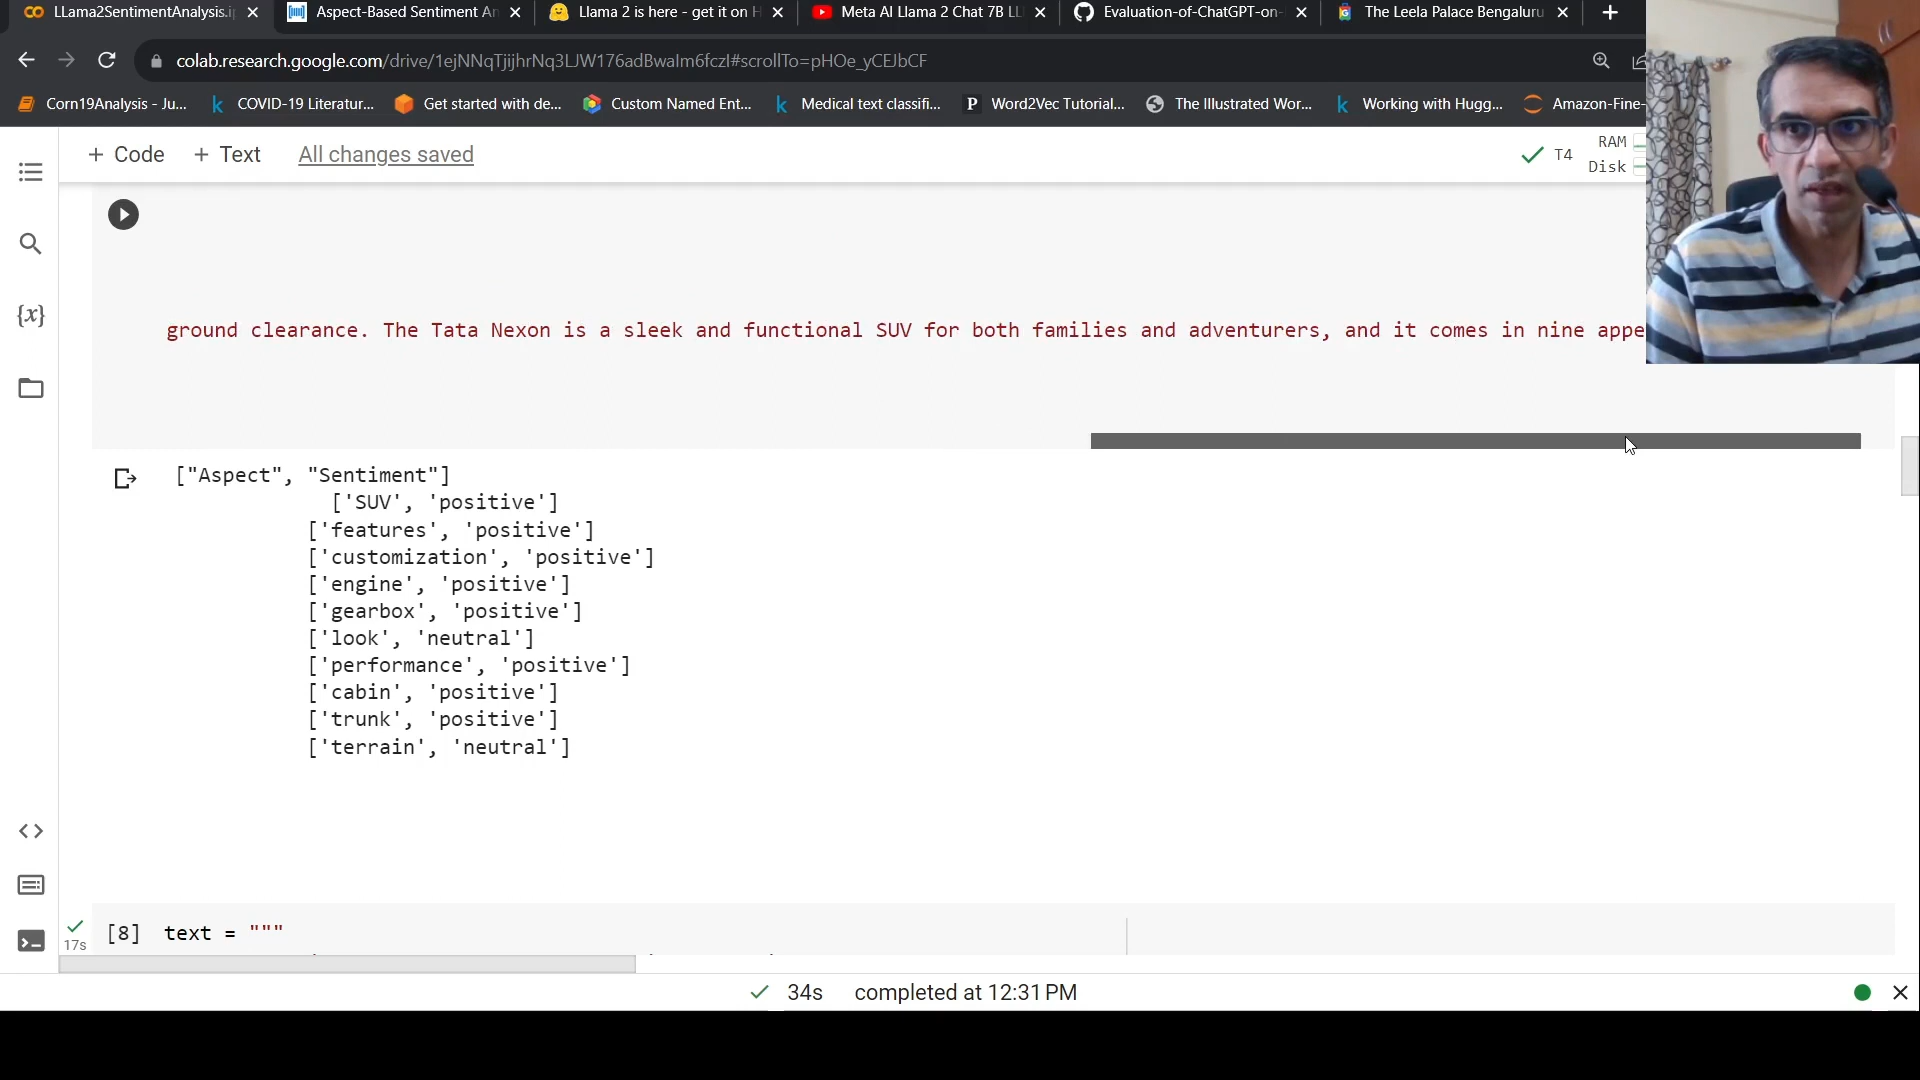 LLama2SentimentAnalysis.i
Aspect-Based Sentiment An
Llama 2 is here - get it on H
Meta AI Llama 2 Chat 7B LL
Evaluation-of-ChatGPT-on-
The Leela Palace Bengaluru
colab.research.google.com/drive/1ejNNqTjijhrNq3LJW176adBwaIm6fczI#scrollTo=pHOe_yCEJbCF
Corn19Analysis - Ju...
COVID-19 Literatur...
Get started with de...
Custom Named Ent...
Medical text classifi...
Word2Vec Tutorial...
The Illustrated Wor...
Working with Hugg...
Amazon-Fine-
+ Code
+ Text
All changes saved
T4
RAM
Disk
ground clearance. The Tata Nexon is a sleek and functional SUV for both families and adventurers, and it comes in nine appe
["Aspect", "Sentiment"]
['SUV', 'positive']
['features', 'positive']
['customization', 'positive']
['engine', 'positive']
['gearbox', 'positive']
['look', 'neutral']
['performance', 'positive']
['cabin', 'positive']
['trunk', 'positive']
['terrain', 'neutral']
[8] text = """
17s
34s completed at 12:31 PM